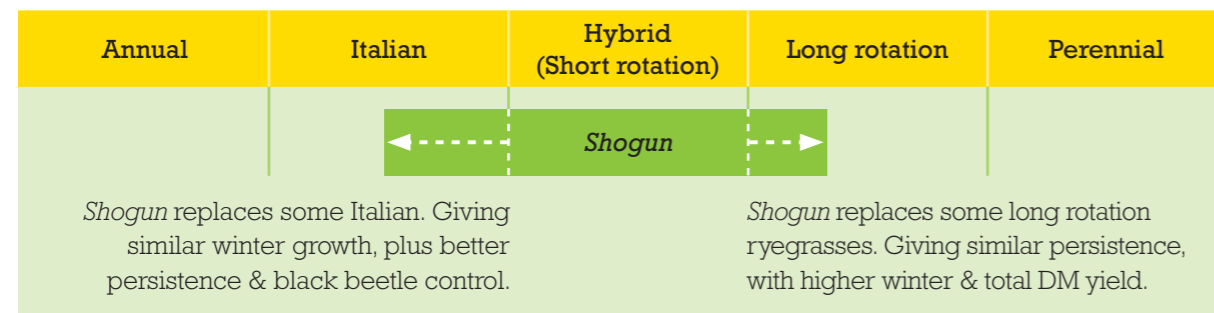 Annual
Italian
Hybrid
(Short rotation)
Long rotation
Perennial
Shogun
Shogun replaces some Italian. Giving
similar winter growth, plus better
persistence & black beetle control.
Shogun replaces some long rotation
ryegrasses. Giving similar persistence,
with higher winter & total DM yield.